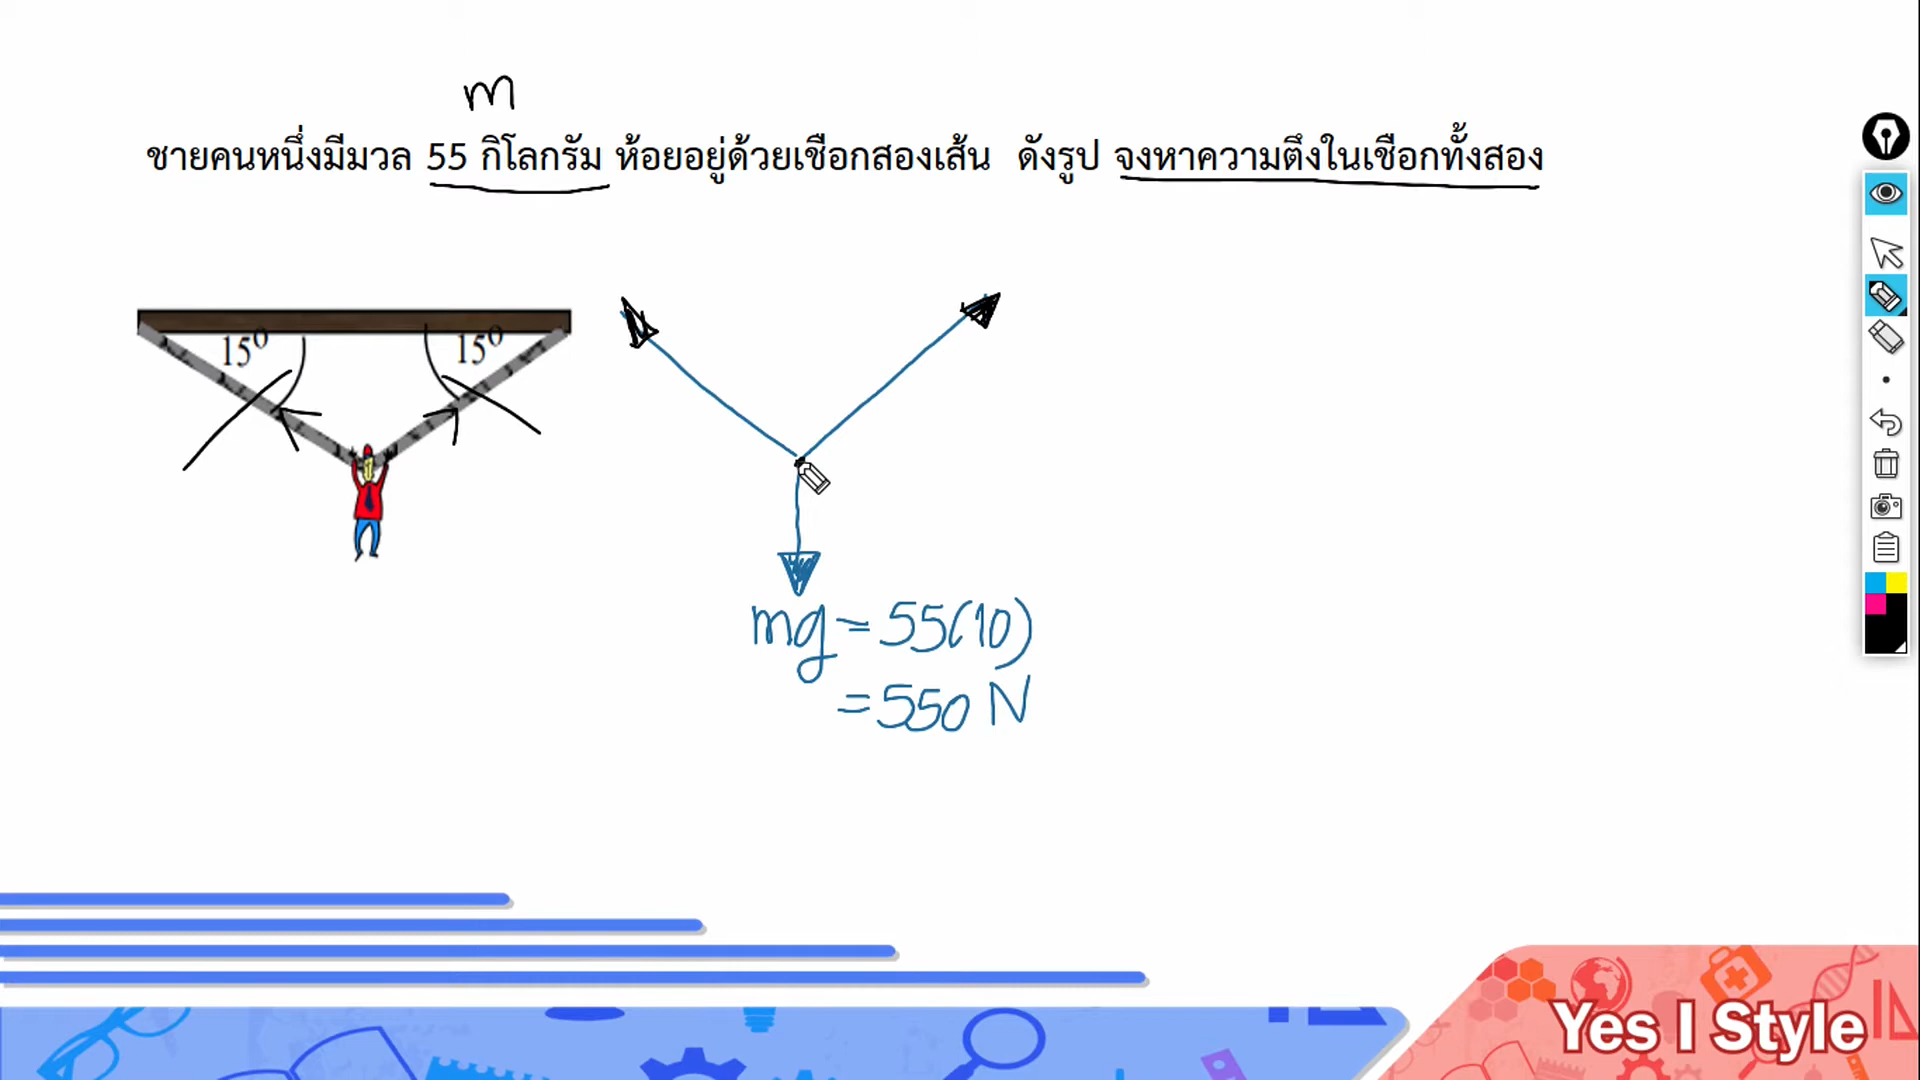 m
ชายคนหนึ่งมีมวล 55 กิโลกรัม ห้อยอยู่ด้วยเชือกสองเส้น ดังรูป จงหาความตึงในเชือกทั้งสอง
15⁰ 15⁰
mg = 55(10)
= 550 N
Yes I Style